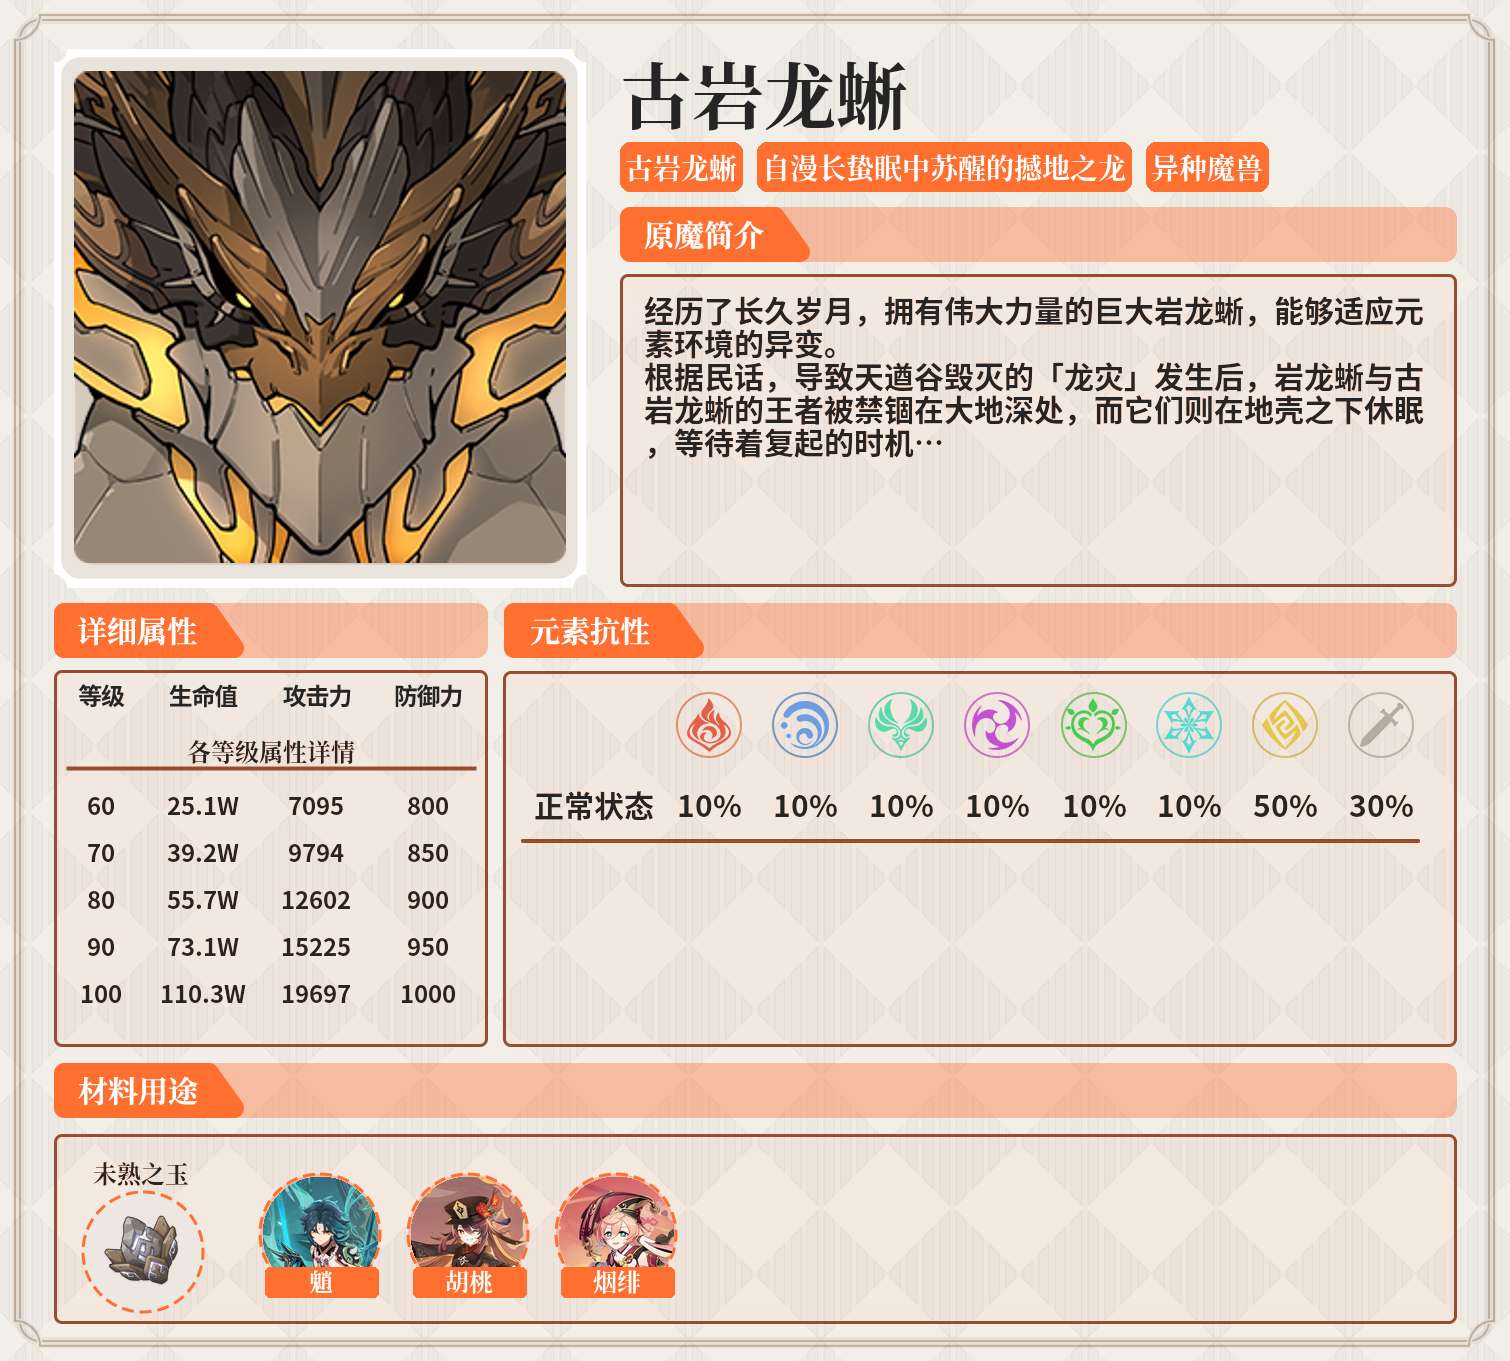 古岩龙蜥
古岩龙蜥 自漫长蛰眠中苏醒的撼地之龙 异种魔兽
原魔简介
经历了长久岁月，拥有伟大力量的巨大岩龙蜥，能够适应元
素环境的异变。
根据民话，导致天遒谷毁灭的「龙灾」发生后，岩龙蜥与古
岩龙蜥的王者被禁锢在大地深处，而它们则在地壳之下休眠
，等待着复起的时机…
详细属性
等级 生命值 攻击力 防御力
各等级属性详情
60 25.1W 7095 800
70 39.2W 9794 850
80 55.7W 12602 900
90 73.1W 15225 950
100 110.3W 19697 1000
元素抗性
正常状态 10% 10% 10% 10% 10% 10% 50% 30%
材料用途
未熟之玉
魈 胡桃 烟绯